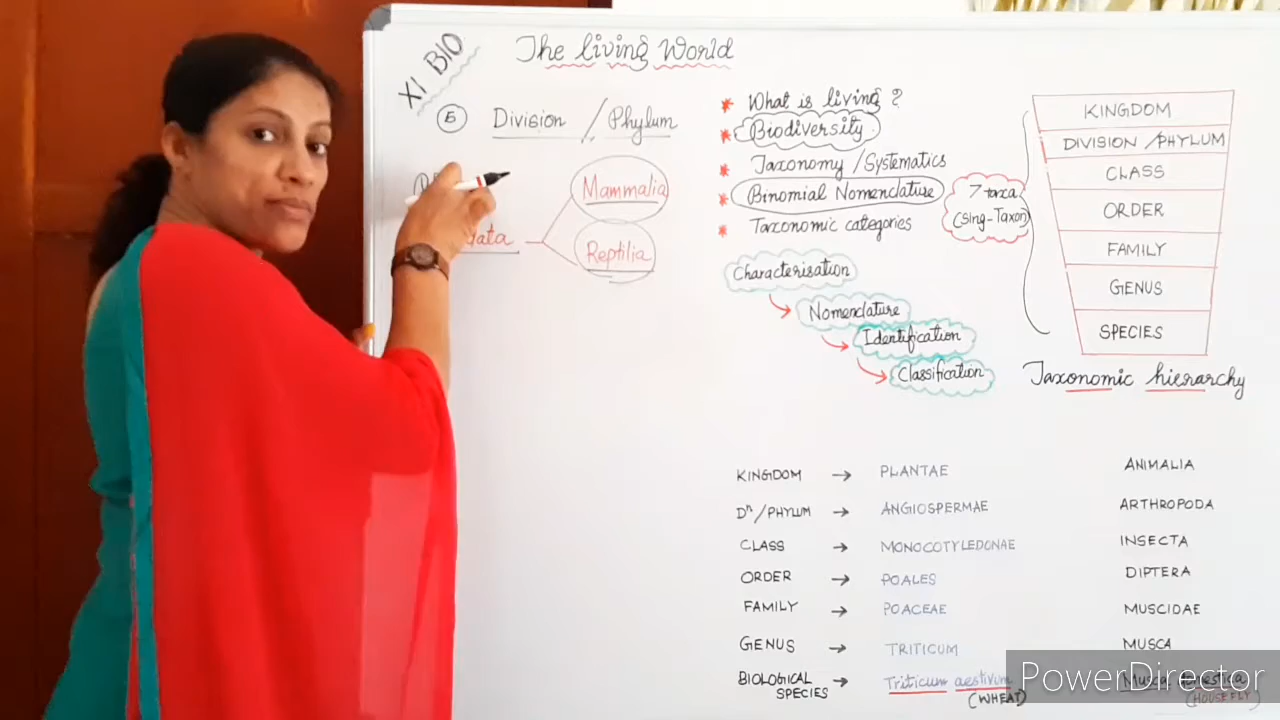 XI BIO
The living World
5 Division / Phylum
Mammalia
data
Reptilia
* What is living ?
* Biodiversity
* Taxonomy / Systematics
* Binomial Nomenclature
* Taxonomic categories
7 taxa
(sing-Taxon)
Characterisation
Nomenclature
Identification
Classification
KINGDOM
DIVISION / PHYLUM
CLASS
ORDER
FAMILY
GENUS
SPECIES
Taxonomic hierarchy
KINGDOM → PLANTAE ANIMALIA
Dn/PHYLUM → ANGIOSPERMAE ARTHROPODA
CLASS → MONOCOTYLEDONAE INSECTA
ORDER → POALES DIPTERA
FAMILY → POACEAE MUSCIDAE
GENUS → TRITICUM MUSCA
BIOLOGICAL SPECIES → Triticum aestivum Musca
(WHEAT) (HOUSEFLY)
PowerDirector